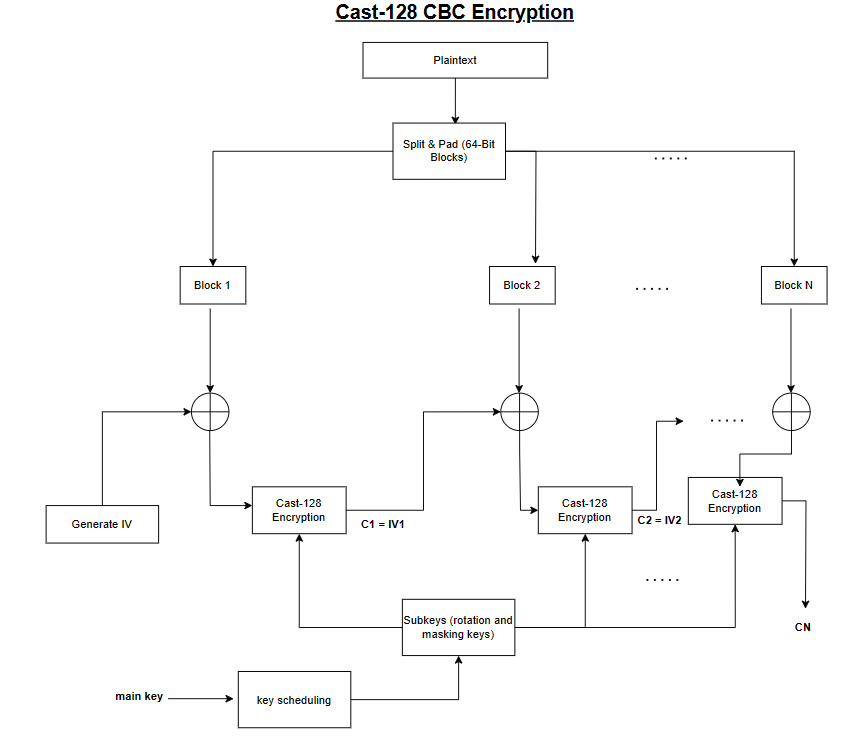 Cast-128 CBC Encryption
Plaintext
Split & Pad (64-Bit
Blocks)
.....
Block 1
Block 2
.....
Block N
.....
Cast-128
Encryption
Cast-128
Encryption
Cast-128
Encryption
Generate IV
C1 = IV1
C2 = IV2
.....
Subkeys (rotation and
masking keys)
CN
main key
key scheduling